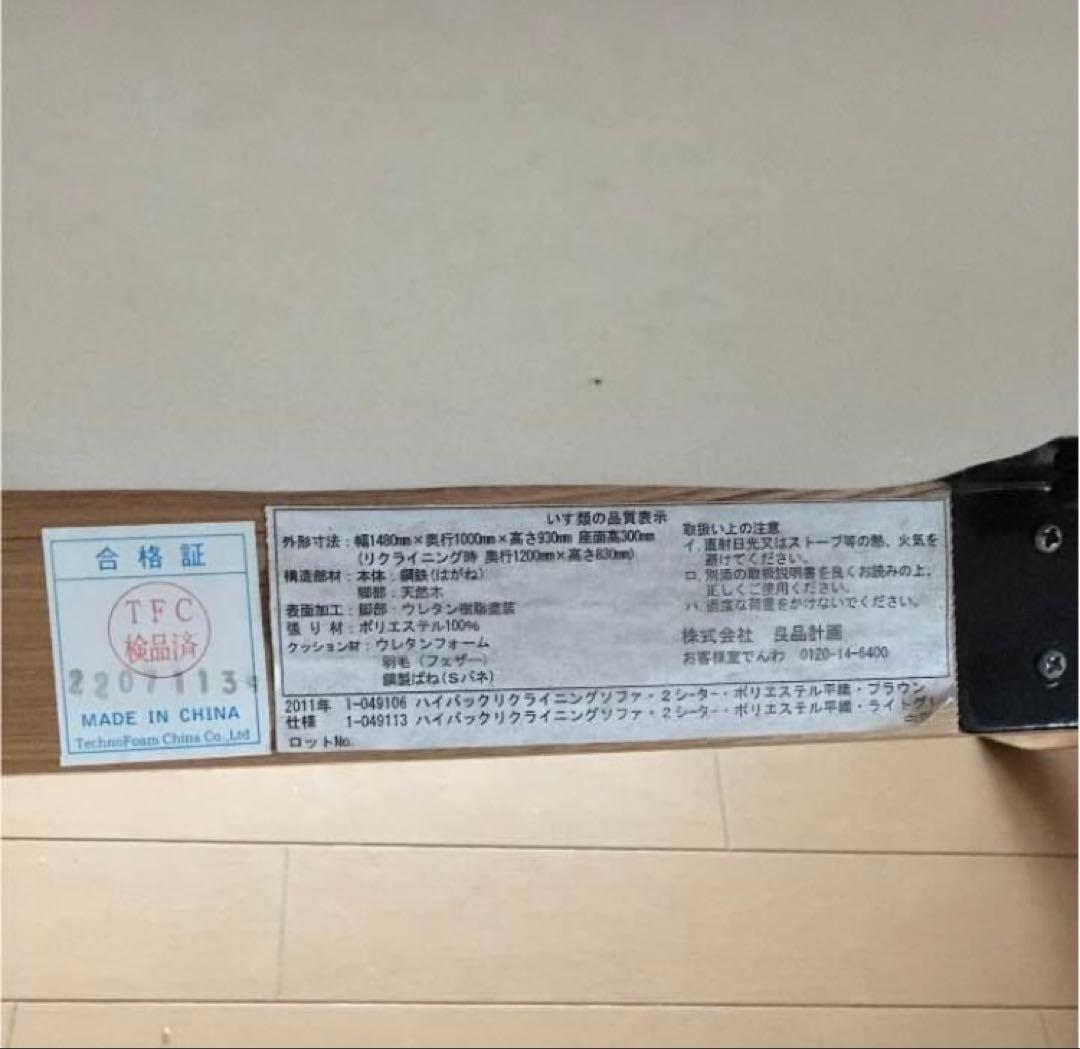 合格証
TFC
検品済
MADE IN CHINA
TechnoFoam China Co.,Ltd
いす類の品質表示
外形寸法：幅1480mm×奥行1000mm×高さ930mm 座面高300mm
(リクライニング時 奥行1200mm×高さ830mm)
構造部材：本体：鋼鉄(はがね)
脚部：天然木
表面加工：脚部：ウレタン樹脂塗装
張り材：ポリエステル100%
クッション材：ウレタンフォーム
羽毛（フェザー）
鋼製ばね(Sバネ)
取扱い上の注意
イ.直射日光又はストーブ等の熱、火気を
避けてください。
ロ.別添の取扱説明書を良くお読みの上、
正しくご使用ください。
ハ.過度な荷重をかけないでください。
株式会社 良品計画
お客様室でんわ 0120-14-6400
2011年 1-049106 ハイバックリクライニングソファ・2シーター・ポリエステル平織・ブラウン
仕様 1-049113 ハイバックリクライニングソファ・2シーター・ポリエステル平織・ライトグレ
ロットNo.